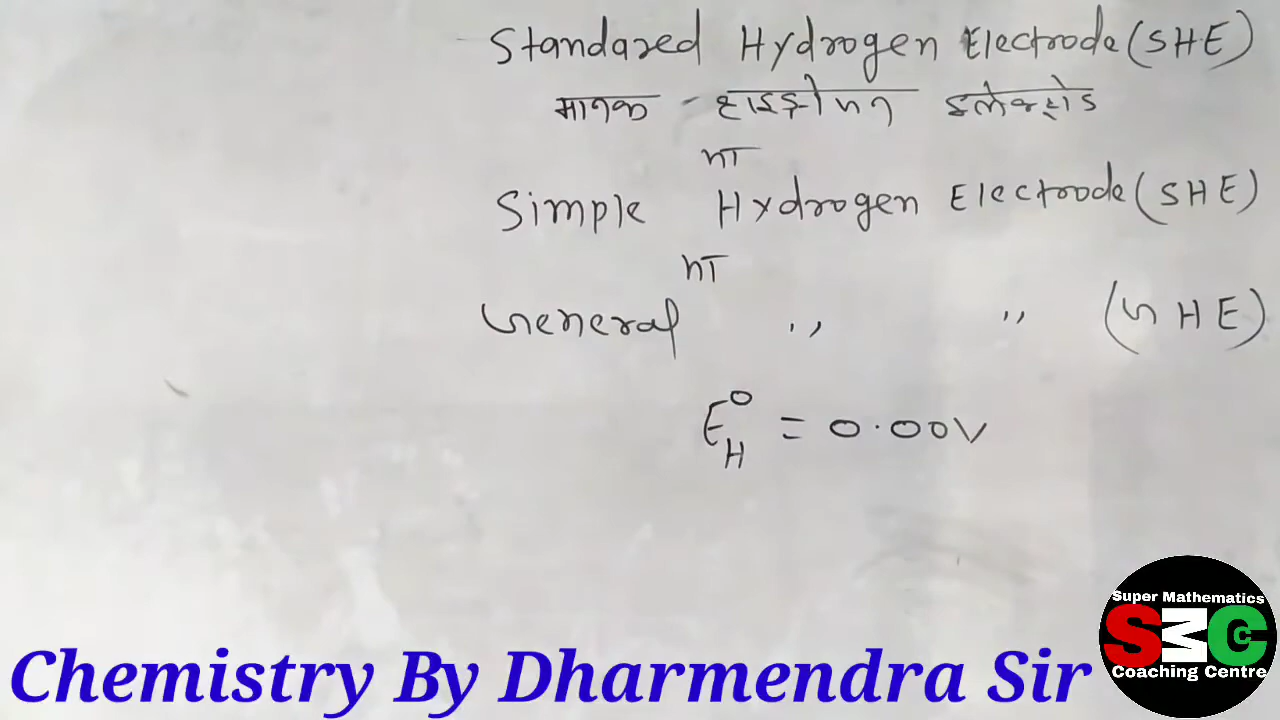 Standared Hydrogen Electrode (SHE)
मानक - हाइड्रोजन इलेक्ट्रोड
या
Simple Hydrogen Electrode (SHE)
या
General ,, ,, (GHE)
E°H = 0.00V
Chemistry By Dharmendra Sir
Super Mathematics
SMCC
Coaching Centre